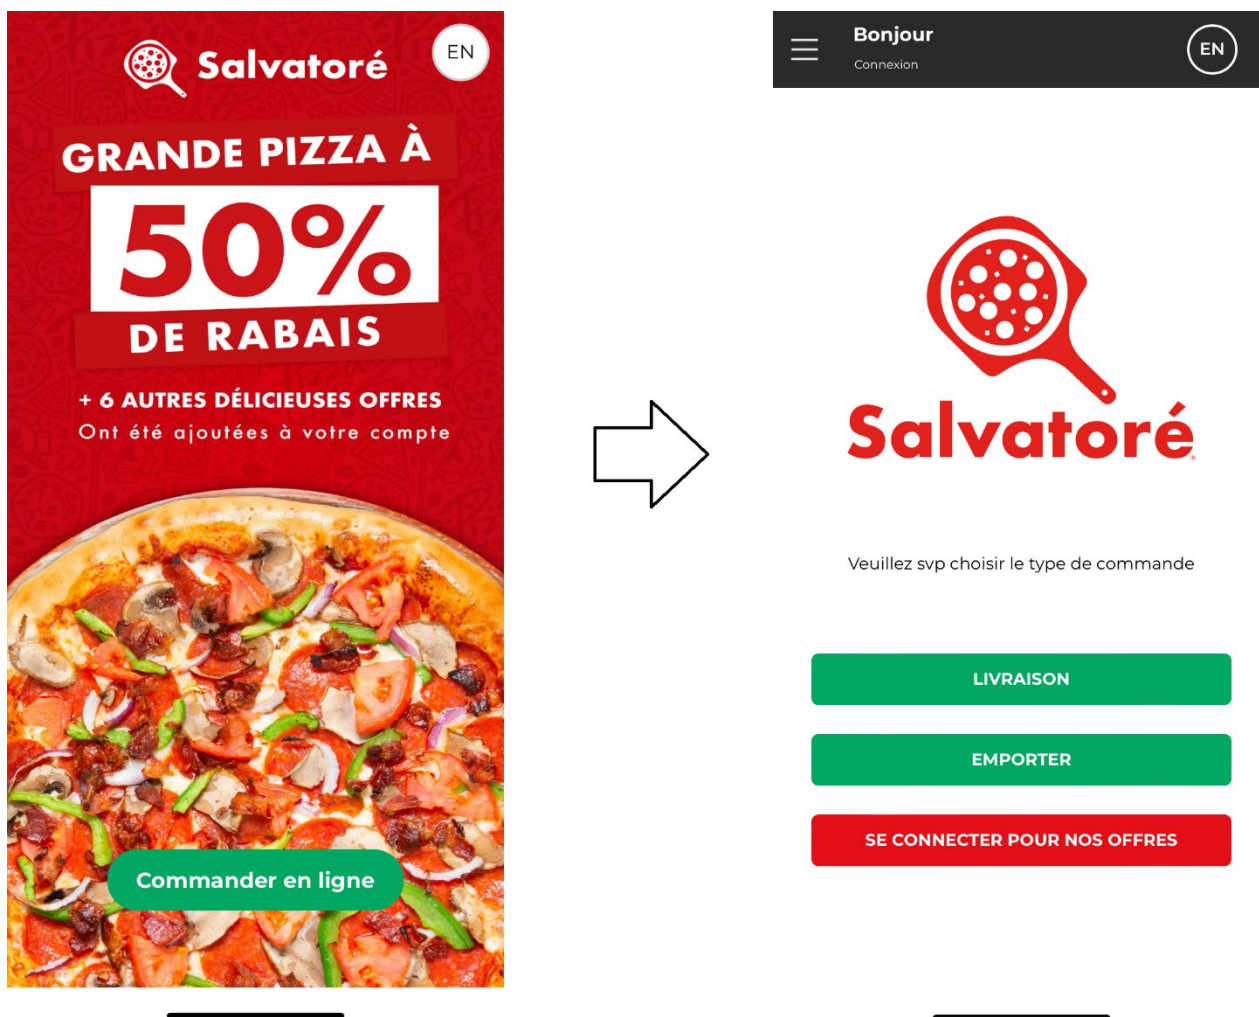 Salvatoré
EN
GRANDE PIZZA À
50%
DE RABAIS
+ 6 AUTRES DÉLICIEUSES OFFRES
Ont été ajoutées à votre compte
Commander en ligne
Bonjour
Connexion
EN
Salvatoré
Veuillez svp choisir le type de commande
LIVRAISON
EMPORTER
SE CONNECTER POUR NOS OFFRES